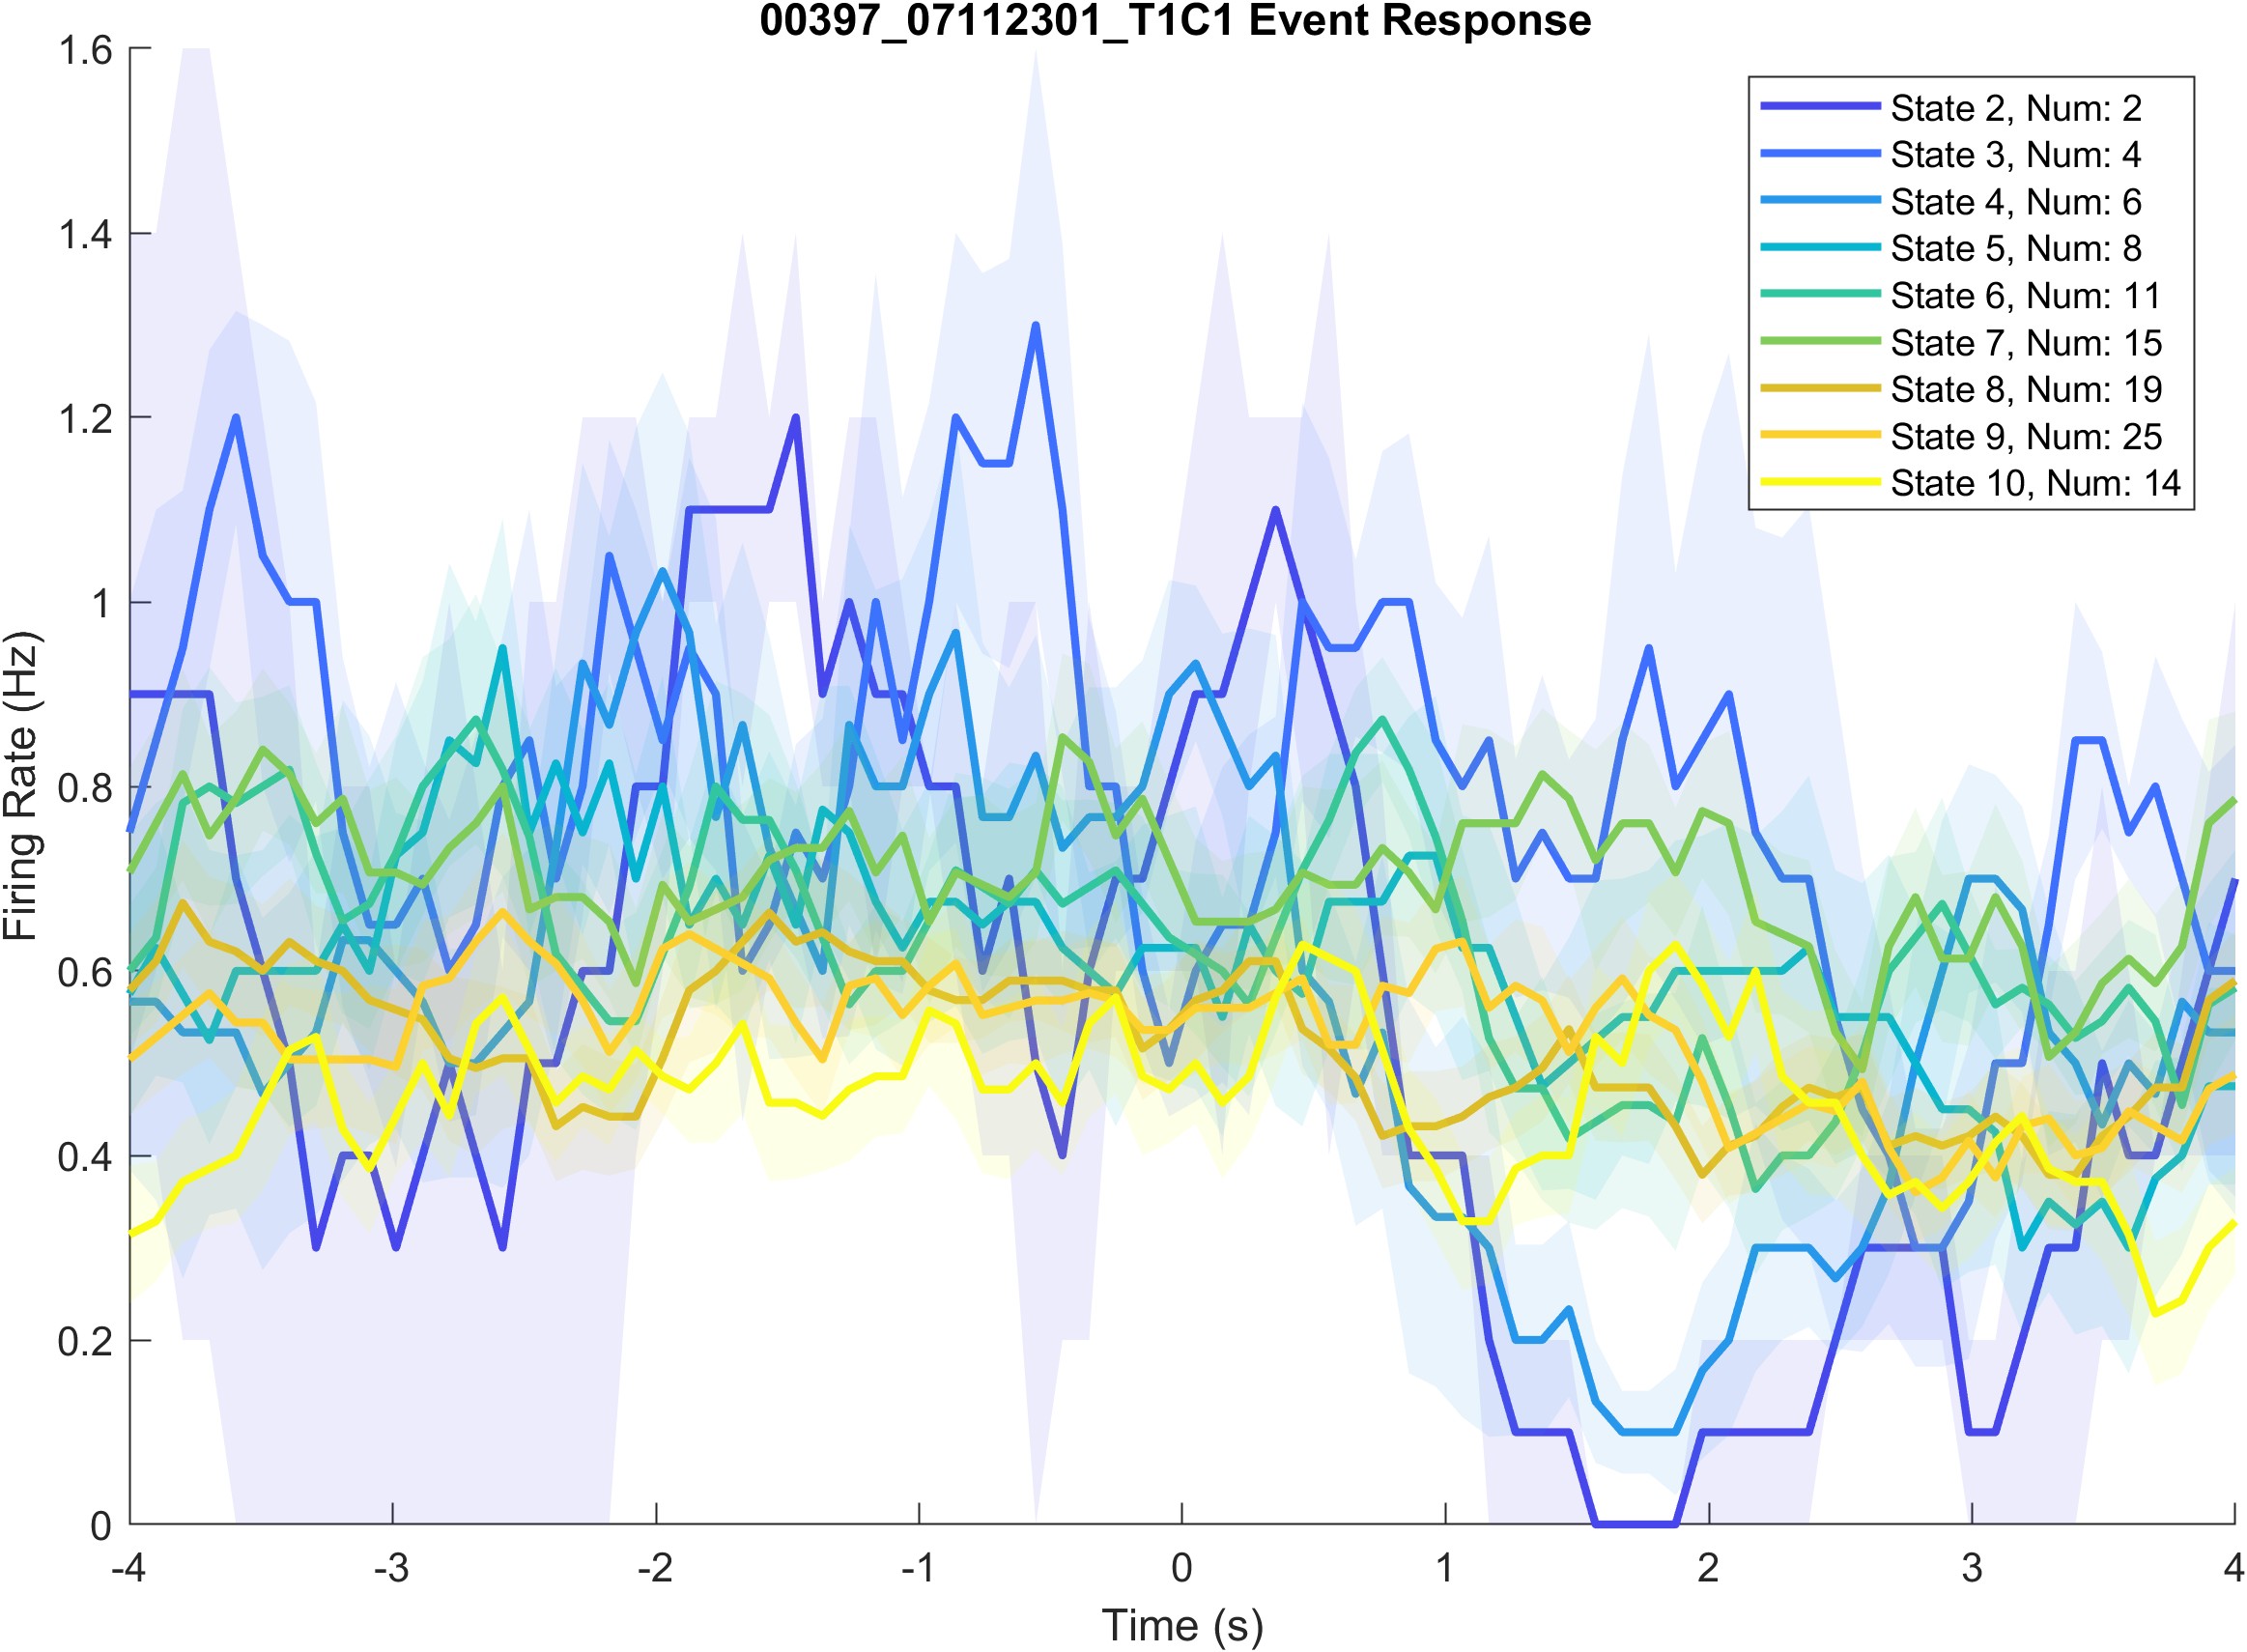 00397_07112301_T1C1 Event Response
1.6
1.4
1.2
1
0.8
0.6
0.4
0.2
0
Firing Rate (Hz)
State 2, Num: 2
State 3, Num: 4
State 4, Num: 6
State 5, Num: 8
State 6, Num: 11
State 7, Num: 15
State 8, Num: 19
State 9, Num: 25
State 10, Num: 14
-4 -3 -2 -1 0 1 2 3 4
Time (s)